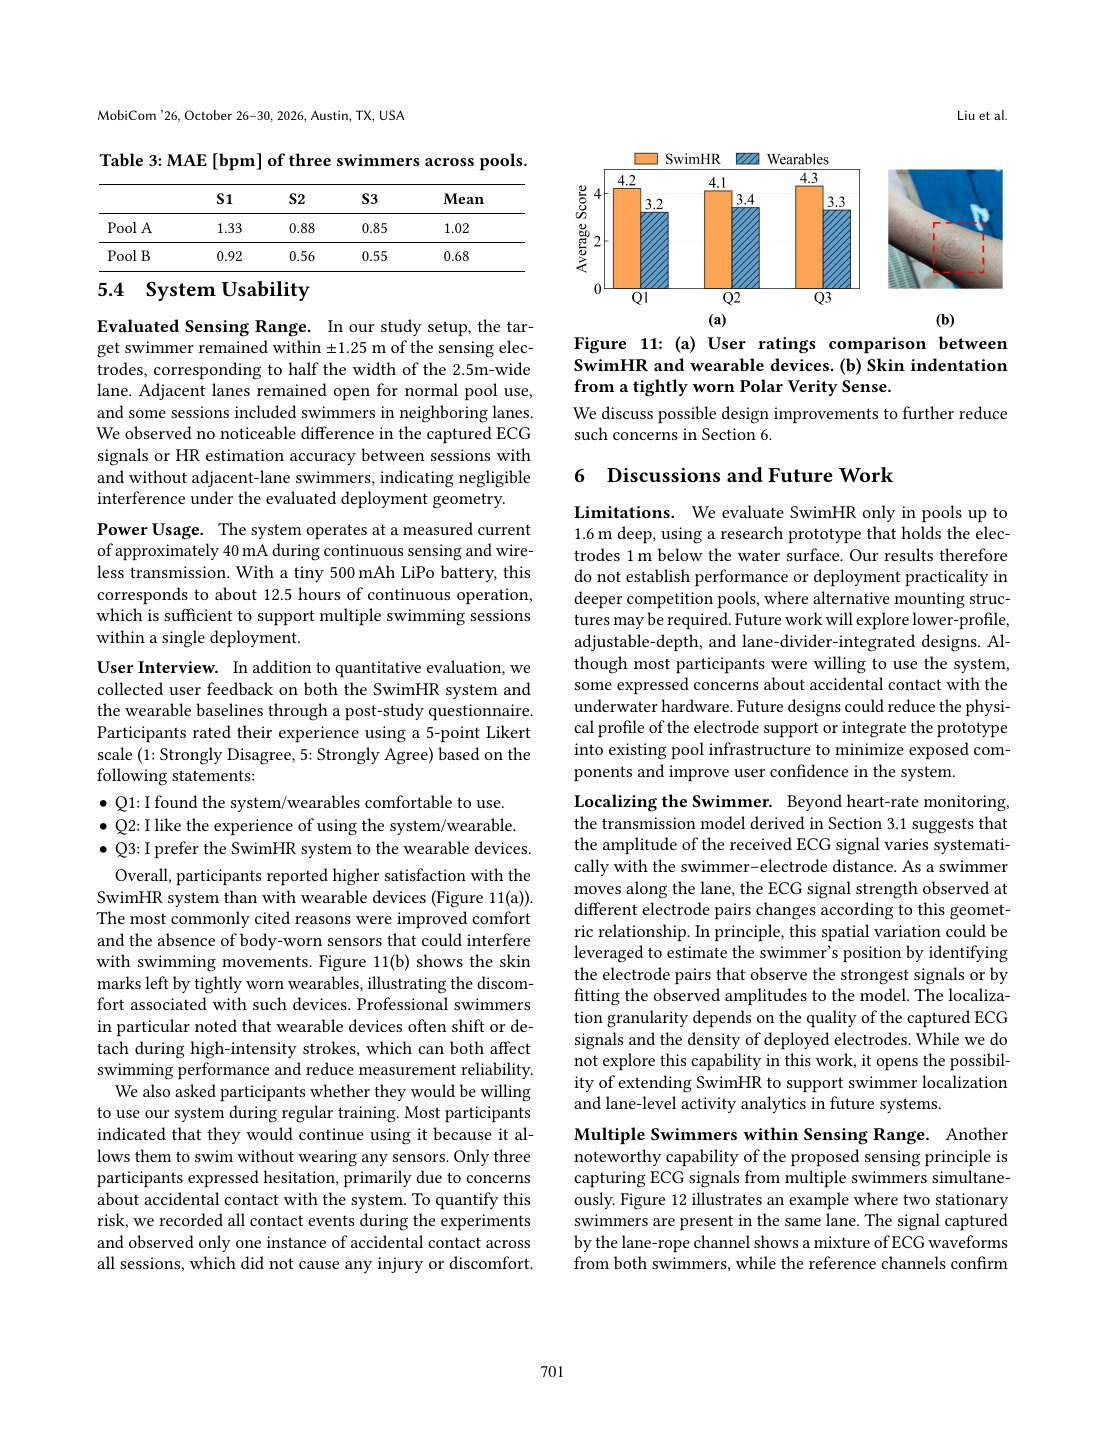 MobiCom '26, October 26–30, 2026, Austin, TX, USA
Liu et al.
Table 3: MAE [bpm] of three swimmers across pools.
S1 S2 S3 Mean
Pool A 1.33 0.88 0.85 1.02
Pool B 0.92 0.56 0.55 0.68
5.4 System Usability
Evaluated Sensing Range. In our study setup, the tar-
get swimmer remained within ±1.25 m of the sensing elec-
trodes, corresponding to half the width of the 2.5m-wide
lane. Adjacent lanes remained open for normal pool use,
and some sessions included swimmers in neighboring lanes.
We observed no noticeable difference in the captured ECG
signals or HR estimation accuracy between sessions with
and without adjacent-lane swimmers, indicating negligible
interference under the evaluated deployment geometry.
Power Usage. The system operates at a measured current
of approximately 40 mA during continuous sensing and wire-
less transmission. With a tiny 500 mAh LiPo battery, this
corresponds to about 12.5 hours of continuous operation,
which is sufficient to support multiple swimming sessions
within a single deployment.
User Interview. In addition to quantitative evaluation, we
collected user feedback on both the SwimHR system and
the wearable baselines through a post-study questionnaire.
Participants rated their experience using a 5-point Likert
scale (1: Strongly Disagree, 5: Strongly Agree) based on the
following statements:
• Q1: I found the system/wearables comfortable to use.
• Q2: I like the experience of using the system/wearable.
• Q3: I prefer the SwimHR system to the wearable devices.
Overall, participants reported higher satisfaction with the
SwimHR system than with wearable devices (Figure 11(a)).
The most commonly cited reasons were improved comfort
and the absence of body-worn sensors that could interfere
with swimming movements. Figure 11(b) shows the skin
marks left by tightly worn wearables, illustrating the discom-
fort associated with such devices. Professional swimmers
in particular noted that wearable devices often shift or de-
tach during high-intensity strokes, which can both affect
swimming performance and reduce measurement reliability.
We also asked participants whether they would be willing
to use our system during regular training. Most participants
indicated that they would continue using it because it al-
lows them to swim without wearing any sensors. Only three
participants expressed hesitation, primarily due to concerns
about accidental contact with the system. To quantify this
risk, we recorded all contact events during the experiments
and observed only one instance of accidental contact across
all sessions, which did not cause any injury or discomfort.
SwimHR Wearables
Average Score
4
2
0
4.2 3.2 4.1 3.4 4.3 3.3
Q1 Q2 Q3
(a) (b)
Figure 11: (a) User ratings comparison between
SwimHR and wearable devices. (b) Skin indentation
from a tightly worn Polar Verity Sense.
We discuss possible design improvements to further reduce
such concerns in Section 6.
6 Discussions and Future Work
Limitations. We evaluate SwimHR only in pools up to
1.6 m deep, using a research prototype that holds the elec-
trodes 1 m below the water surface. Our results therefore
do not establish performance or deployment practicality in
deeper competition pools, where alternative mounting struc-
tures may be required. Future work will explore lower-profile,
adjustable-depth, and lane-divider-integrated designs. Al-
though most participants were willing to use the system,
some expressed concerns about accidental contact with the
underwater hardware. Future designs could reduce the physi-
cal profile of the electrode support or integrate the prototype
into existing pool infrastructure to minimize exposed com-
ponents and improve user confidence in the system.
Localizing the Swimmer. Beyond heart-rate monitoring,
the transmission model derived in Section 3.1 suggests that
the amplitude of the received ECG signal varies systemati-
cally with the swimmer–electrode distance. As a swimmer
moves along the lane, the ECG signal strength observed at
different electrode pairs changes according to this geomet-
ric relationship. In principle, this spatial variation could be
leveraged to estimate the swimmer's position by identifying
the electrode pairs that observe the strongest signals or by
fitting the observed amplitudes to the model. The localiza-
tion granularity depends on the quality of the captured ECG
signals and the density of deployed electrodes. While we do
not explore this capability in this work, it opens the possibil-
ity of extending SwimHR to support swimmer localization
and lane-level activity analytics in future systems.
Multiple Swimmers within Sensing Range. Another
noteworthy capability of the proposed sensing principle is
capturing ECG signals from multiple swimmers simultane-
ously. Figure 12 illustrates an example where two stationary
swimmers are present in the same lane. The signal captured
by the lane-rope channel shows a mixture of ECG waveforms
from both swimmers, while the reference channels confirm
701